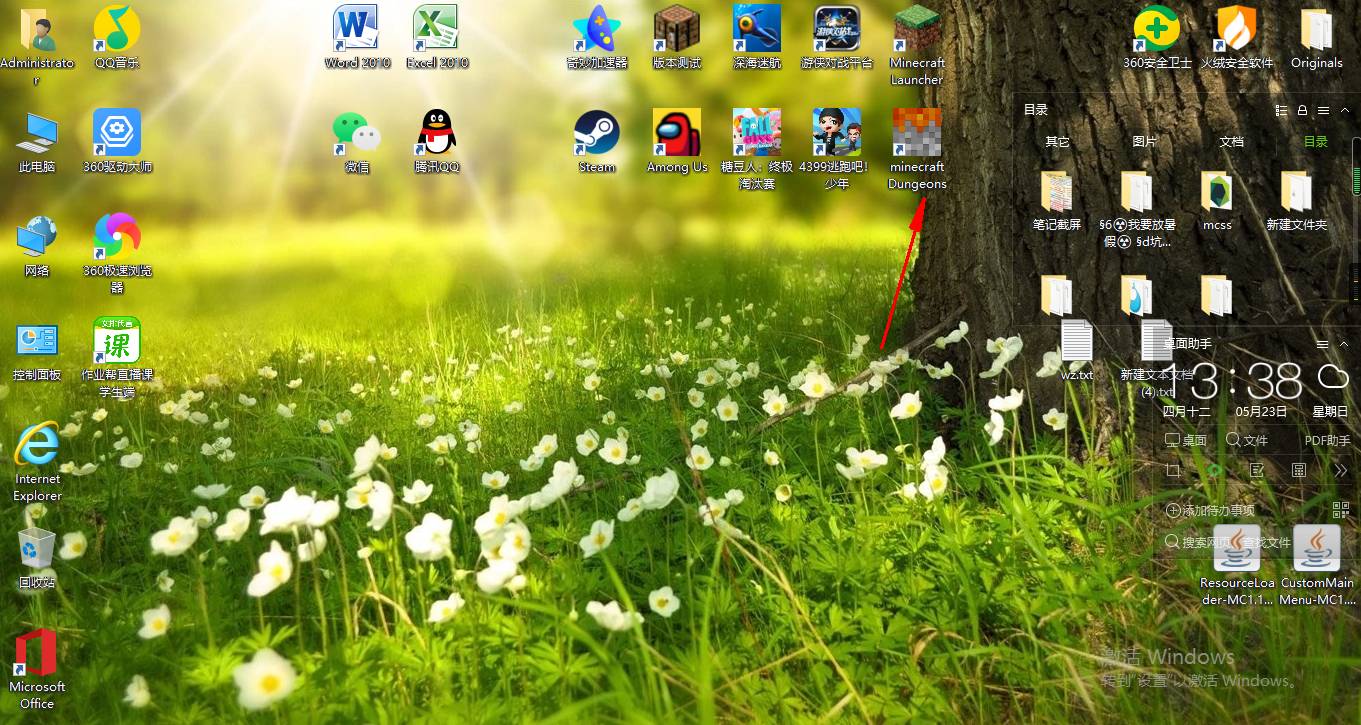 Administrato
r
QQ音乐
Word 2010
Excel 2010
奇妙加速器
版本测试
深海迷航
游侠对战平台
Minecraft
Launcher
360安全卫士
火绒安全软件
Originals
此电脑
360驱动大师
微信
腾讯QQ
Steam
Among Us
糖豆人：终极
淘汰赛
4399逃跑吧！
少年
minecraft
Dungeons
目录
其它
图片
文档
目录
笔记截屏
§6☢我要放暑
假☢ §d坑...
mcss
新建文件夹
网络
360极速浏览
器
控制面板
课
作业帮直播课
学生端
wz.txt
新建文本文档
(4).txt
桌面助手
13:38
四月十二
05月23日
星期日
桌面
文件
PDF助手
Internet
Explorer
添加待办事项
回收站
搜索网页
查找文件
ResourceLoa
der-MC1.1...
CustomMain
Menu-MC1....
Microsoft
Office
激活 Windows
转到"设置"以激活 Windows。